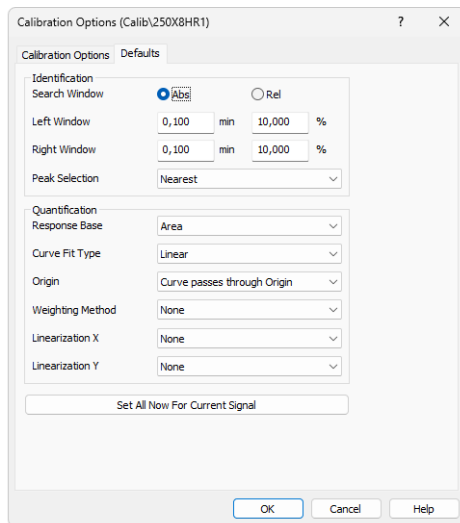 Calibration Options (Calib\250X8HR1) ? ×
Calibration Options Defaults
Identification
Search Window Abs Rel
Left Window 0,100 min 10,000 %
Right Window 0,100 min 10,000 %
Peak Selection Nearest
Quantification
Response Base Area
Curve Fit Type Linear
Origin Curve passes through Origin
Weighting Method None
Linearization X None
Linearization Y None
Set All Now For Current Signal
OK Cancel Help